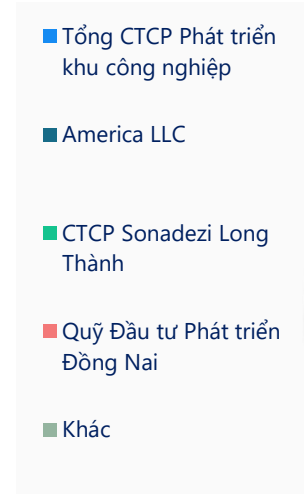 Tổng CTCP Phát triển
khu công nghiệp
America LLC
CTCP Sonadezi Long
Thành
Quỹ Đầu tư Phát triển
Đồng Nai
Khác